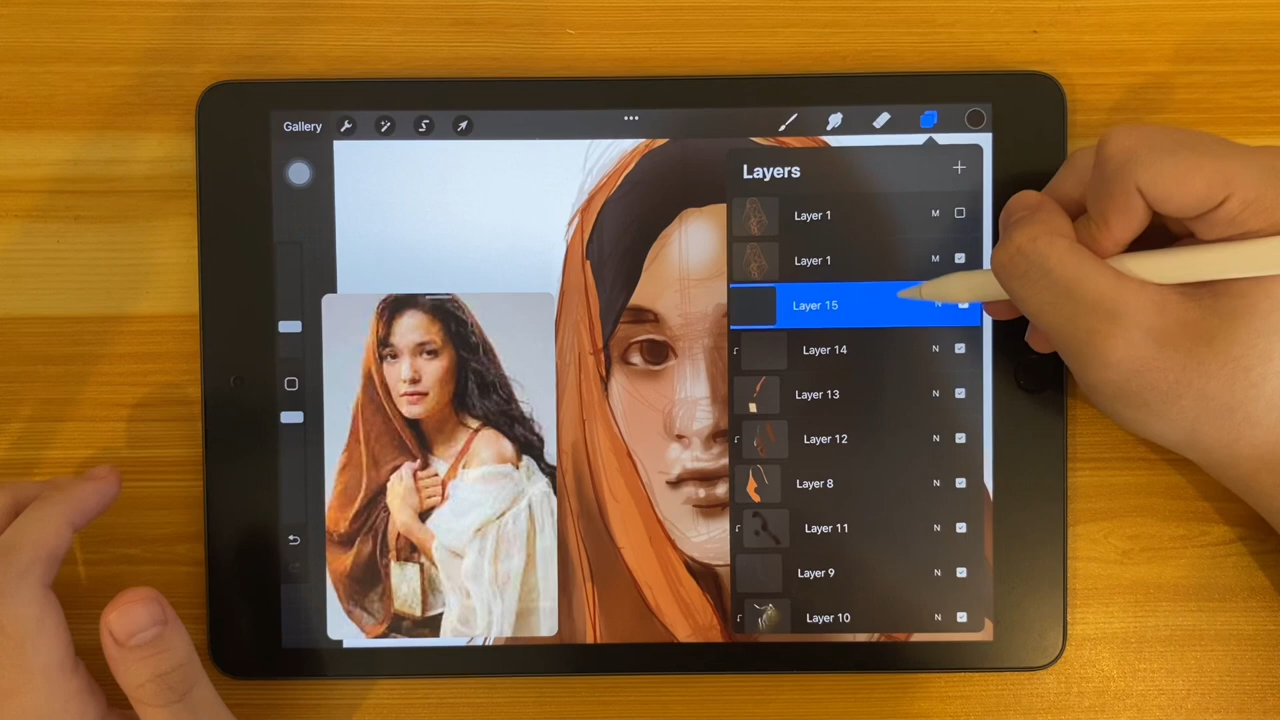 Gallery
Layers
Layer 1 M
Layer 1 M
Layer 15 N
Layer 14 N
Layer 13 N
Layer 12 N
Layer 8 N
Layer 11 N
Layer 9 N
Layer 10 N